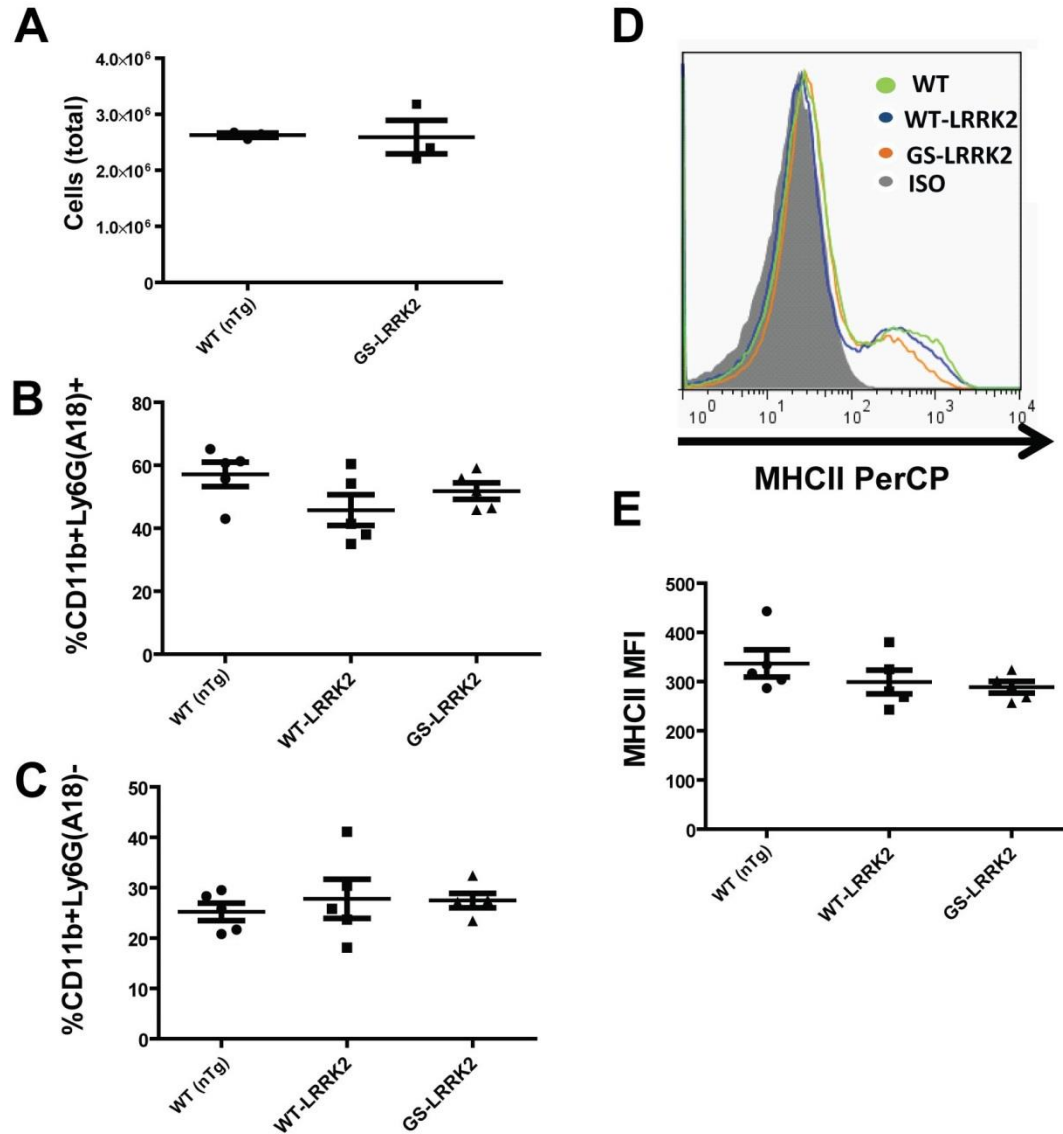 A
Cells (total)
4.0×10⁶
3.0×10⁶
2.0×10⁶
1.0×10⁶
0
WT (nTg)
GS-LRRK2
B
%CD11b+Ly6G(A18)+
80
60
40
20
0
WT (nTg)
WT-LRRK2
GS-LRRK2
C
%CD11b+Ly6G(A18)-
50
40
30
20
10
0
WT (nTg)
WT-LRRK2
GS-LRRK2
D
WT
WT-LRRK2
GS-LRRK2
ISO
10⁰ 10¹ 10² 10³ 10⁴
MHCII PerCP
E
MHCII MFI
500
400
300
200
100
0
WT (nTg)
WT-LRRK2
GS-LRRK2